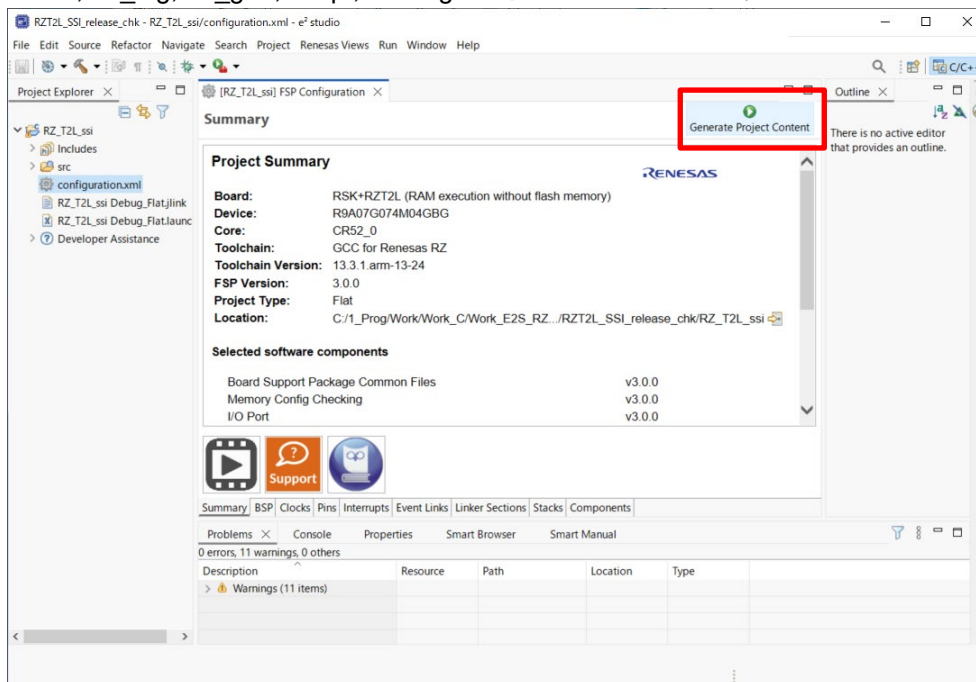 RZT2L_SSI_release_chk - RZ_T2L_ssi/configuration.xml - e² studio
File Edit Source Refactor Navigate Search Project Renesas Views Run Window Help
C/C+
Project Explorer
[RZ_T2L_ssi] FSP Configuration
Outline
RZ_T2L_ssi
Includes
src
configuration.xml
RZ_T2L_ssi Debug_Flat.jlink
RZ_T2L_ssi Debug_Flat.launc
Developer Assistance
Summary
Generate Project Content
There is no active editor
that provides an outline.
Project Summary
RENESAS
Board: RSK+RZT2L (RAM execution without flash memory)
Device: R9A07G074M04GBG
Core: CR52_0
Toolchain: GCC for Renesas RZ
Toolchain Version: 13.3.1.arm-13-24
FSP Version: 3.0.0
Project Type: Flat
Location: C:/1_Prog/Work/Work_C/Work_E2S_RZ.../RZT2L_SSI_release_chk/RZ_T2L_ssi
Selected software components
Board Support Package Common Files v3.0.0
Memory Config Checking v3.0.0
I/O Port v3.0.0
Support
Summary BSP Clocks Pins Interrupts Event Links Linker Sections Stacks Components
Problems Console Properties Smart Browser Smart Manual
0 errors, 11 warnings, 0 others
Description Resource Path Location Type
Warnings (11 items)